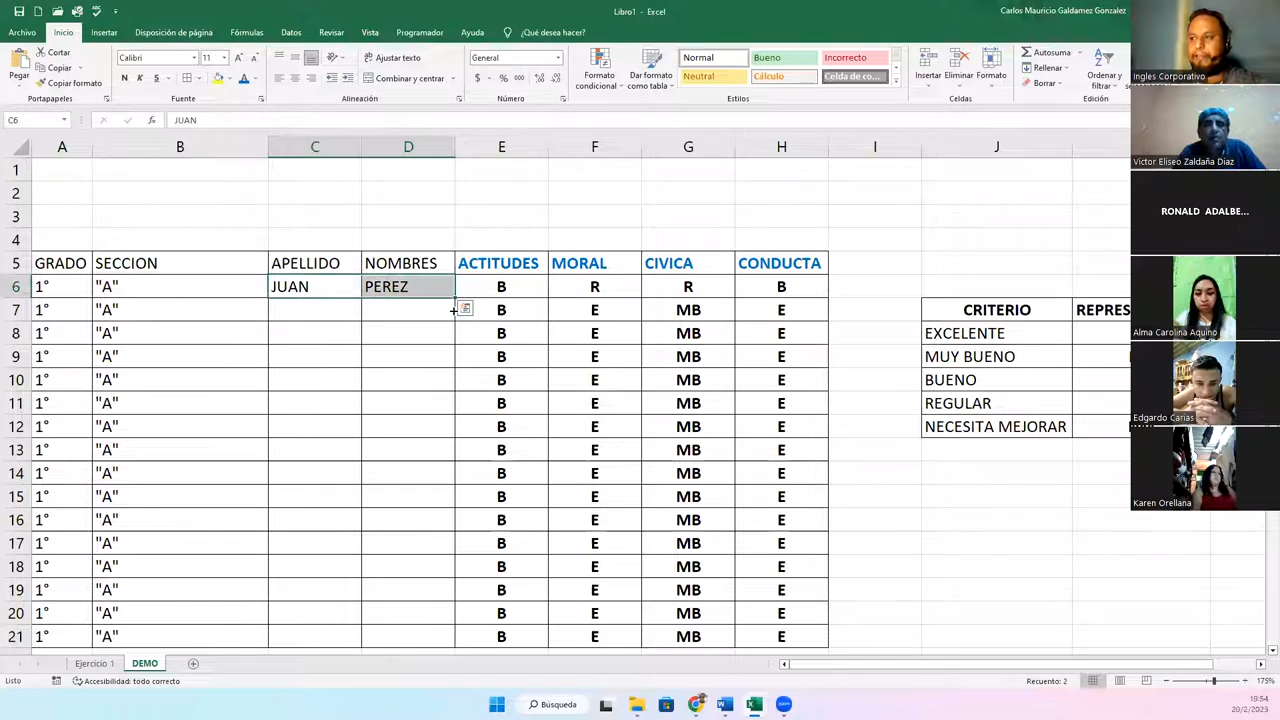 Libro1 - Excel
Carlos Mauricio Galdamez Gonzalez
Archivo Inicio Insertar Disposición de página Fórmulas Datos Revisar Vista Programador Ayuda ¿Qué desea hacer?
Pegar
Cortar
Copiar
Copiar formato
Portapapeles
Calibri 11
N K S
Fuente
Ajustar texto
Combinar y centrar
Alineación
General
Número
Formato condicional
Dar formato como tabla
Normal Bueno Incorrecto
Neutral Cálculo Celda de co...
Estilos
Insertar Eliminar Formato
Celdas
Autosuma
Rellenar
Borrar
Ordenar y filtrar
Edición
C6 fx JUAN
A B C D E F G H I J
1
2
3
4
5 GRADO SECCION APELLIDO NOMBRES ACTITUDES MORAL CIVICA CONDUCTA
6 1° "A" JUAN PEREZ B R R B
7 1° "A" B E MB E CRITERIO REPRES
8 1° "A" B E MB E EXCELENTE
9 1° "A" B E MB E MUY BUENO
10 1° "A" B E MB E BUENO
11 1° "A" B E MB E REGULAR
12 1° "A" B E MB E NECESITA MEJORAR
13 1° "A" B E MB E
14 1° "A" B E MB E
15 1° "A" B E MB E
16 1° "A" B E MB E
17 1° "A" B E MB E
18 1° "A" B E MB E
19 1° "A" B E MB E
20 1° "A" B E MB E
21 1° "A" B E MB E
Ejercicio 1 DEMO
Listo Accesibilidad: todo correcto Recuento: 2 175%
Búsqueda
19:54
20/2/2023
Ingles Corporativo
Víctor Eliseo Zaldaña Díaz
RONALD ADALBE...
Alma Carolina Aquino
Edgardo Carias
Karen Orellana